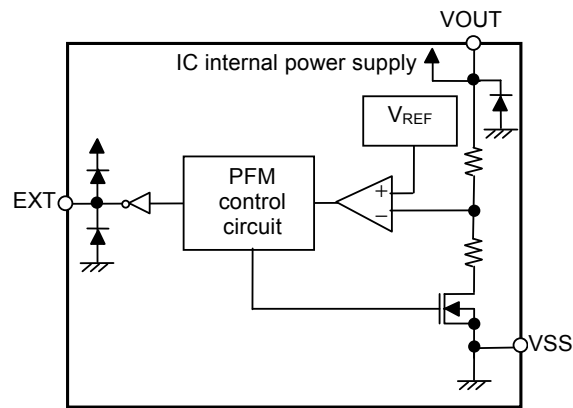 VOUT
IC internal power supply
VREF
EXT
PFM
control
circuit
+
−
VSS